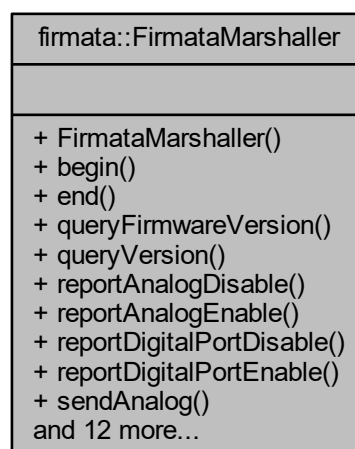 firmata::FirmataMarshaller
+ FirmataMarshaller()
+ begin()
+ end()
+ queryFirmwareVersion()
+ queryVersion()
+ reportAnalogDisable()
+ reportAnalogEnable()
+ reportDigitalPortDisable()
+ reportDigitalPortEnable()
+ sendAnalog()
and 12 more...